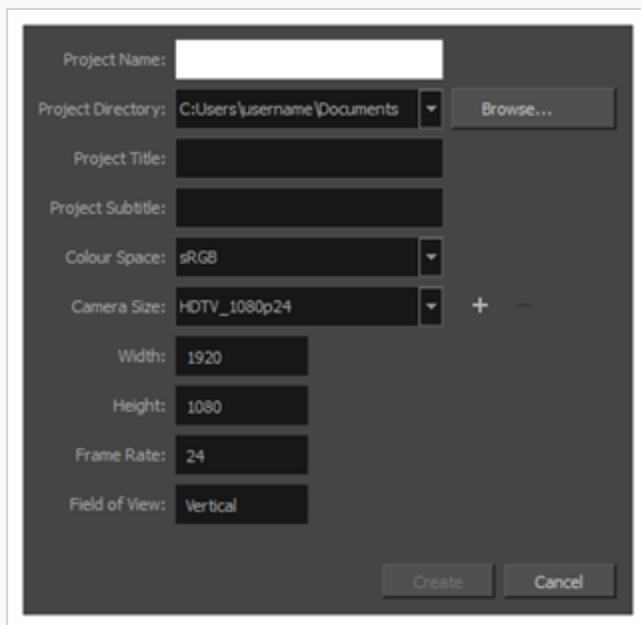 Project Name:
Project Directory: C:Users\username\Documents Browse...
Project Title:
Project Subtitle:
Colour Space: sRGB
Camera Size: HDTV_1080p24 + −
Width: 1920
Height: 1080
Frame Rate: 24
Field of View: Vertical
Create Cancel